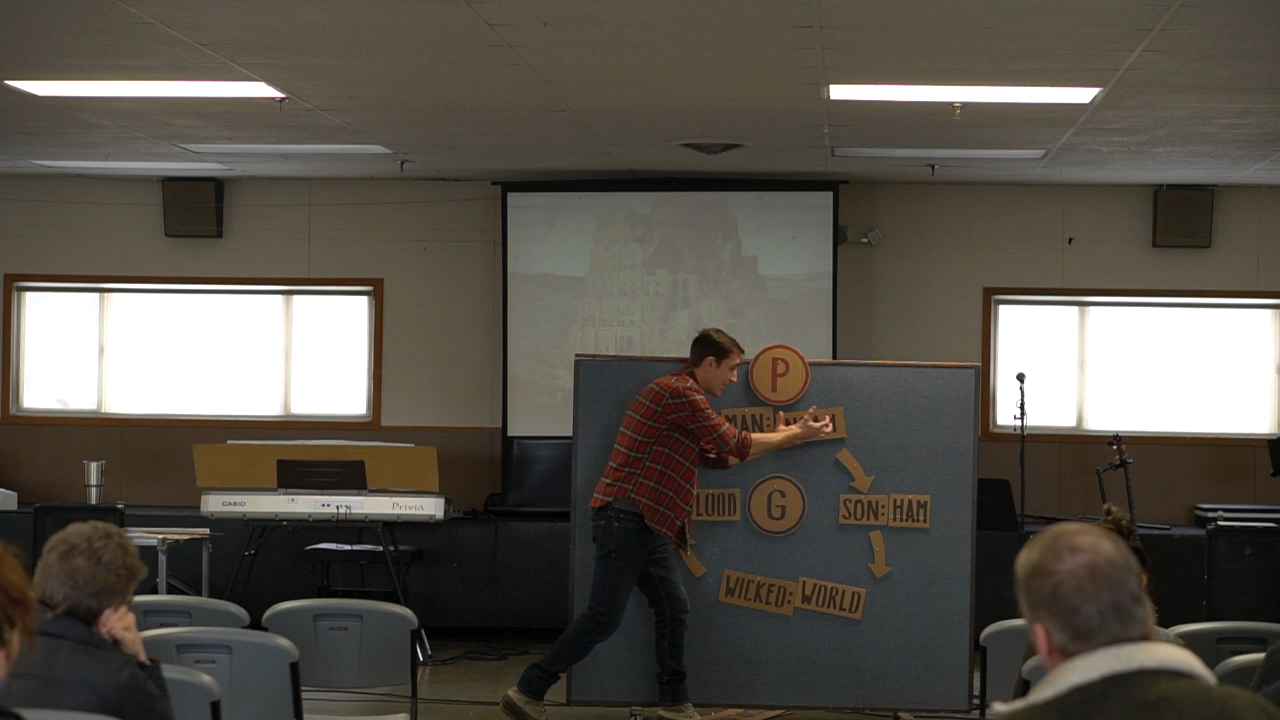 P
MAN:
LOOD
G
SON: HAM
WICKED: WORLD
CASIO
Privia